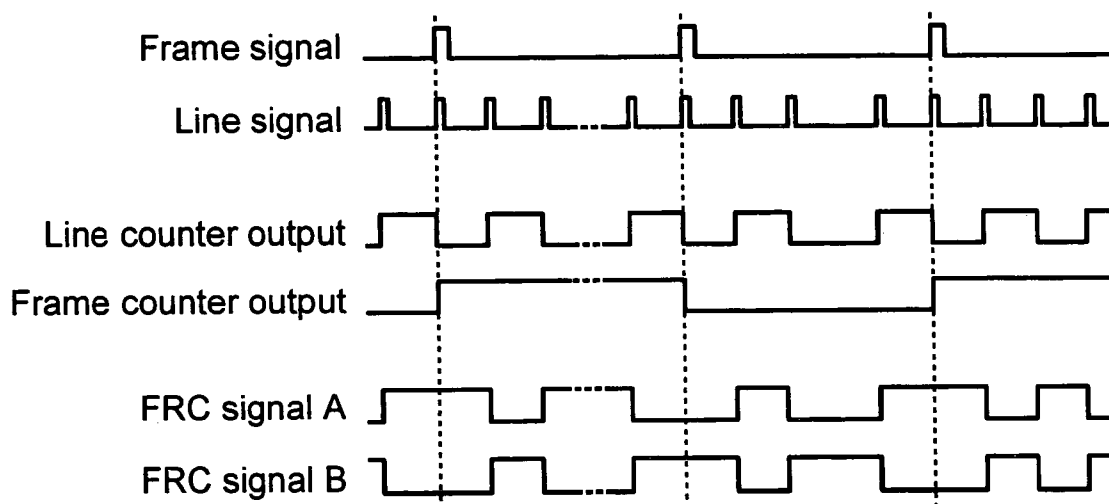 Frame signal
Line signal
Line counter output
Frame counter output
FRC signal A
FRC signal B